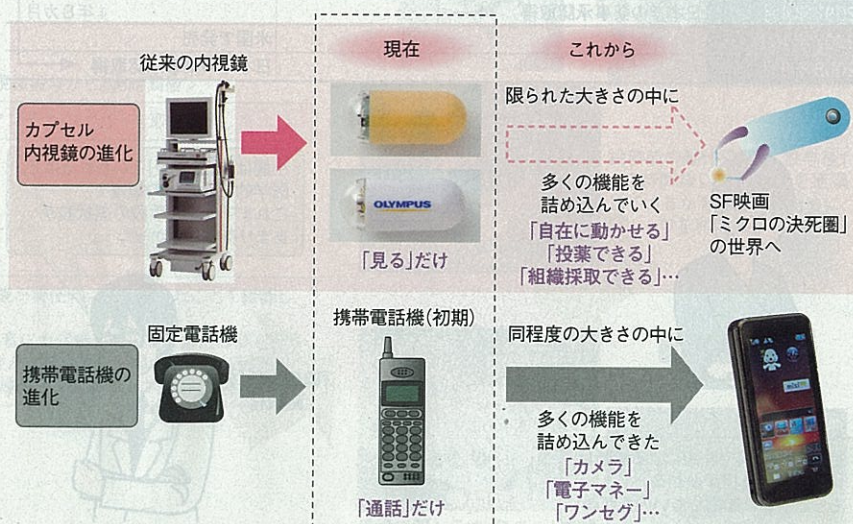 現在
これから
従来の内視鏡
カプセル
内視鏡の進化
OLYMPUS
「見る」だけ
限られた大きさの中に
多くの機能を
詰め込んでいく
「自在に動かせる」
「投薬できる」
「組織採取できる」…
SF映画
「ミクロの決死圏」
の世界へ
携帯電話機の
進化
固定電話機
携帯電話機(初期)
「通話」だけ
同程度の大きさの中に
多くの機能を
詰め込んできた
「カメラ」
「電子マネー」
「ワンセグ」…
mixi